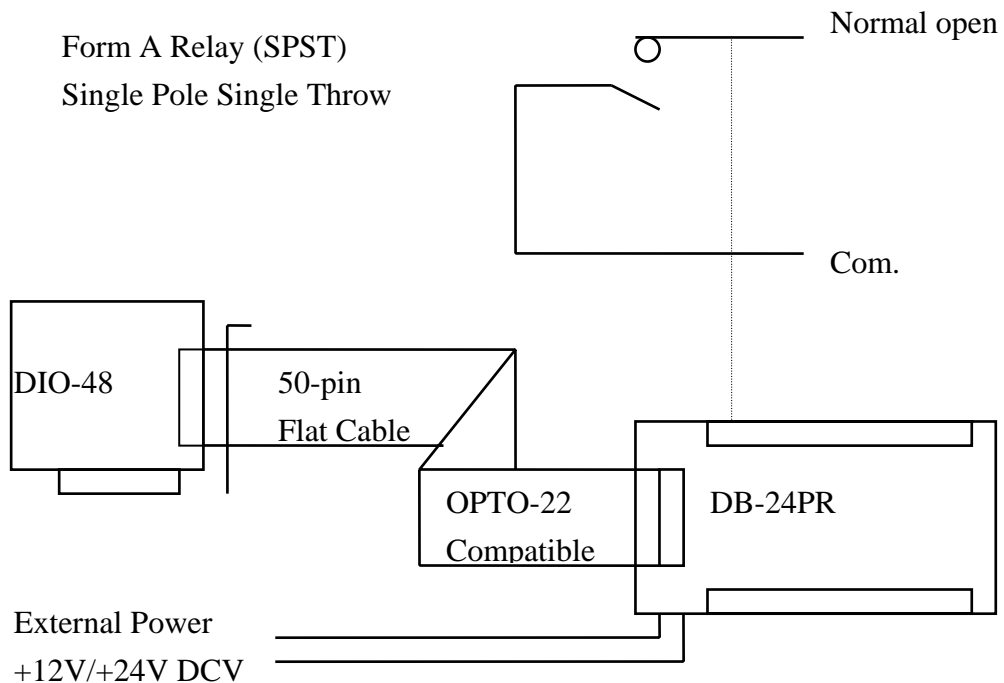 Form A Relay (SPST)
Single Pole Single Throw
Normal open
Com.
DIO-48
50-pin
Flat Cable
OPTO-22
Compatible
DB-24PR
External Power
+12V/+24V DCV